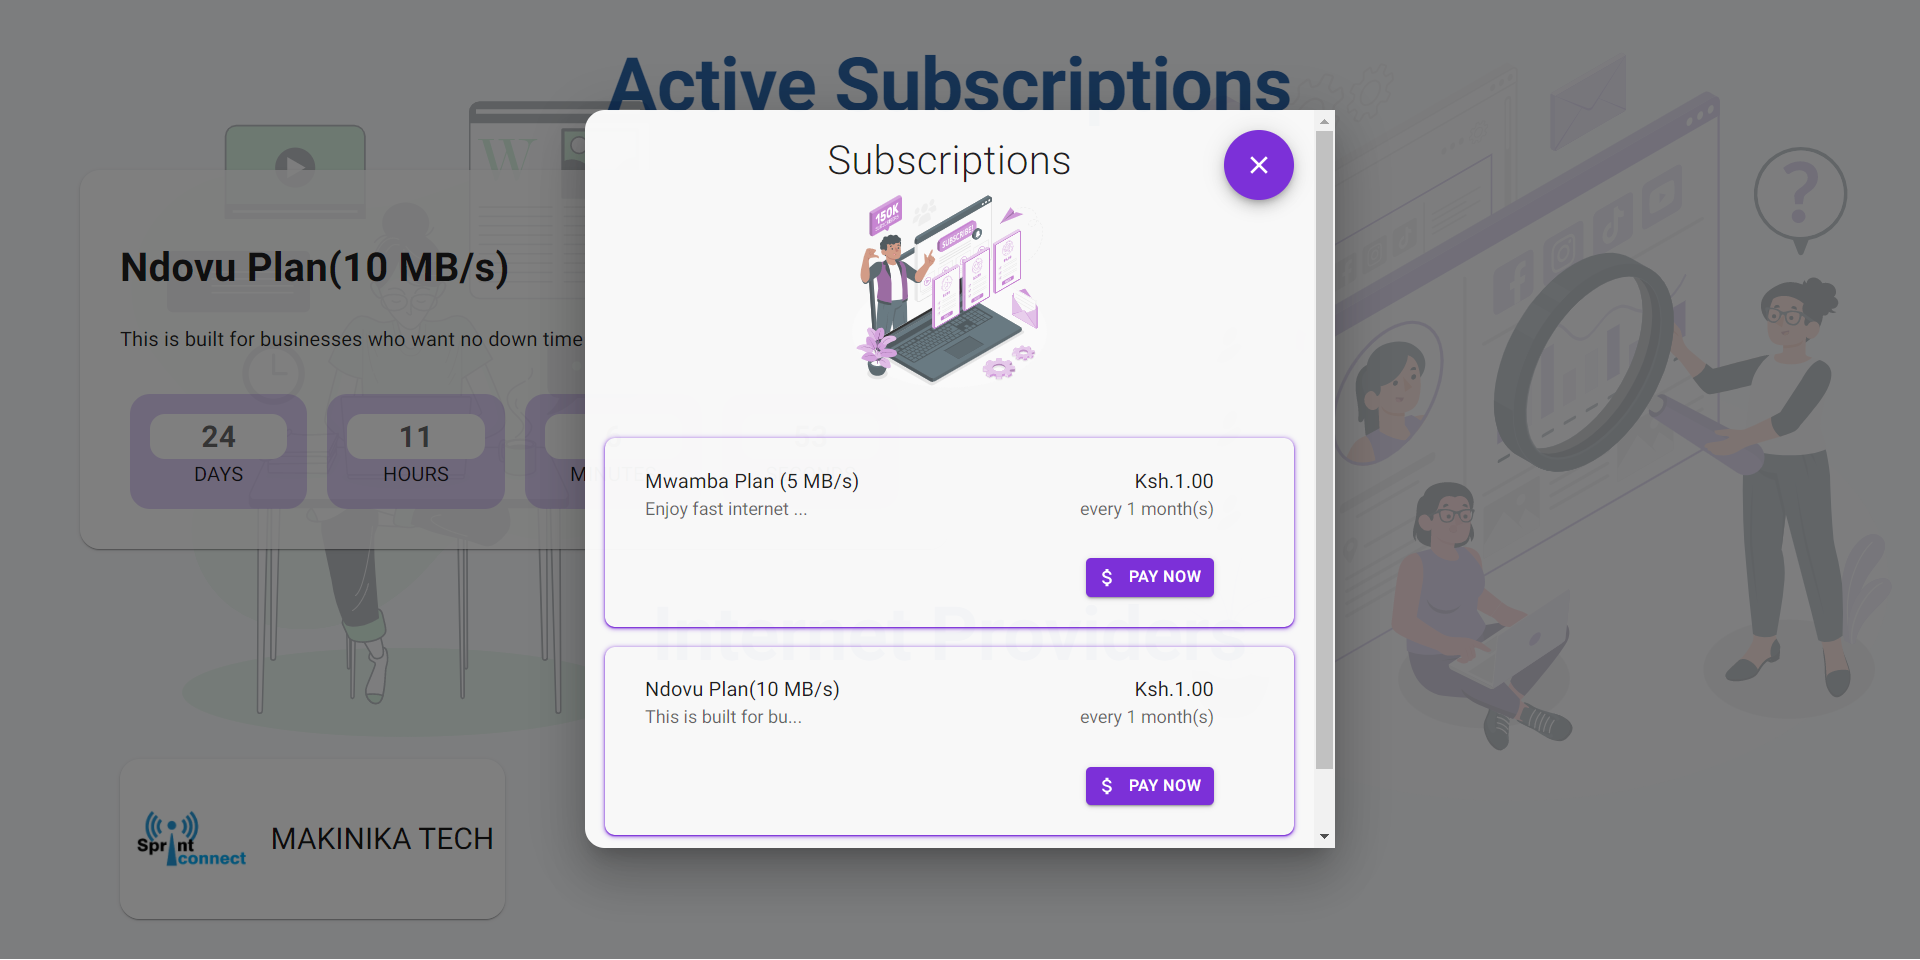 Active Subscriptions
Subscriptions
150K
SUBSCRIBE!
W
?
Ndovu Plan(10 MB/s)
This is built for businesses who want no down time
24
DAYS
11
HOURS
M
53
Mwamba Plan (5 MB/s)
Ksh.1.00
Enjoy fast internet ...
every 1 month(s)
$ PAY NOW
Internet Providers
Ndovu Plan(10 MB/s)
Ksh.1.00
This is built for bu...
every 1 month(s)
$ PAY NOW
Sprint
connect
MAKINIKA TECH